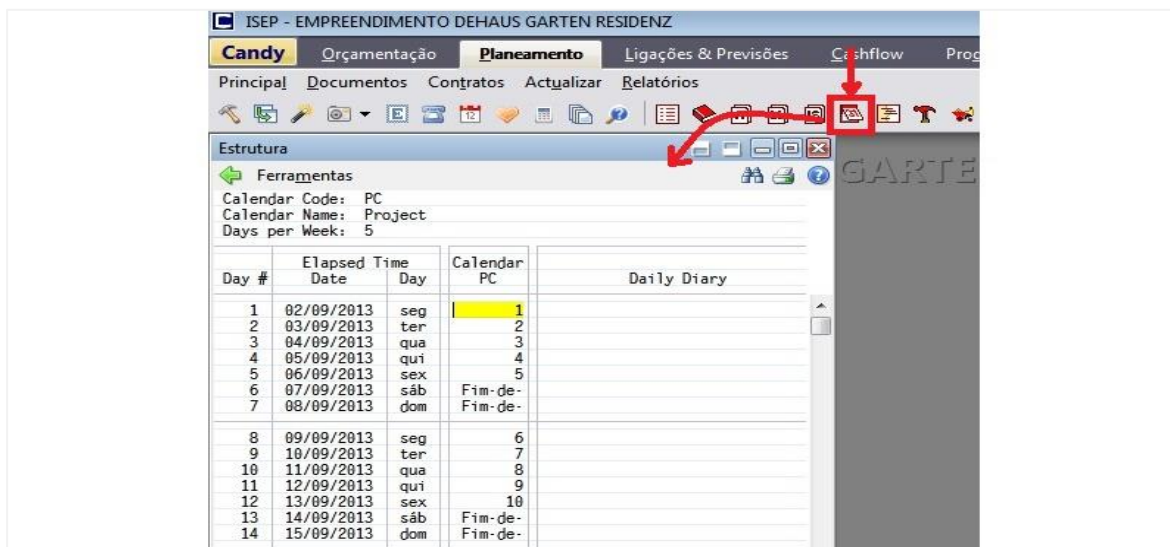 ISEP - EMPREENDIMENTO DEHAUS GARTEN RESIDENZ
Candy Orçamentação Planeamento Ligações & Previsões Cashflow Prog
Principal Documentos Contratos Actualizar Relatórios
Estrutura
GARTE
Ferramentas
Calendar Code: PC
Calendar Name: Project
Days per Week: 5
Elapsed Time Calendar
Day # Date Day PC Daily Diary
1 02/09/2013 seg 1
2 03/09/2013 ter 2
3 04/09/2013 qua 3
4 05/09/2013 qui 4
5 06/09/2013 sex 5
6 07/09/2013 sáb Fim-de-
7 08/09/2013 dom Fim-de-
8 09/09/2013 seg 6
9 10/09/2013 ter 7
10 11/09/2013 qua 8
11 12/09/2013 qui 9
12 13/09/2013 sex 10
13 14/09/2013 sáb Fim-de-
14 15/09/2013 dom Fim-de-